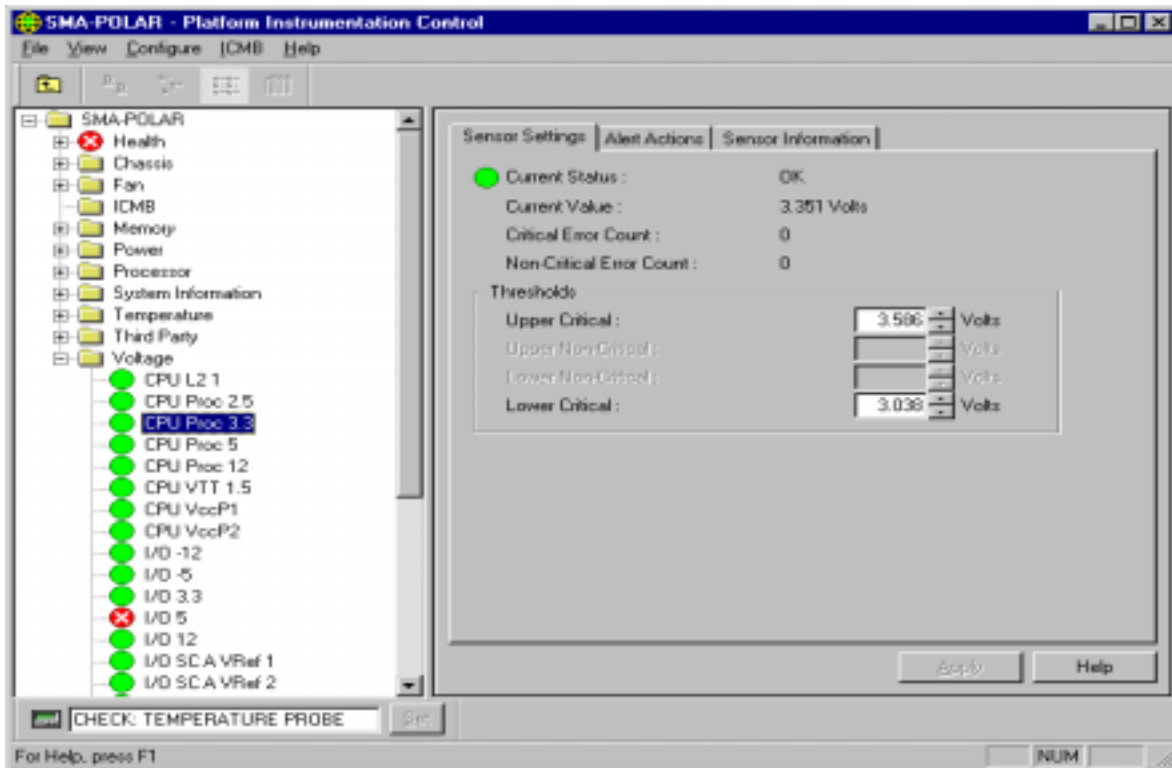 SMA-POLAR - Platform Instrumentation Control
File View Configure ICMB Help
SMA-POLAR
Health
Chassis
Fan
ICMB
Memory
Power
Processor
System Information
Temperature
Third Party
Voltage
CPU L2 1
CPU Proc 2.5
CPU Proc 3.3
CPU Proc 5
CPU Proc 12
CPU VTT 1.5
CPU VccP1
CPU VccP2
I/O -12
I/O -5
I/O 3.3
I/O 5
I/O 12
I/O SCA VRef 1
I/O SCA VRef 2
Sensor Settings Alert Actions Sensor Information
Current Status : OK
Current Value : 3.351 Volts
Critical Error Count : 0
Non-Critical Error Count : 0
Thresholds
Upper Critical : 3.586 Volts
Upper Non-Critical : Volts
Lower Non-Critical : Volts
Lower Critical : 3.038 Volts
Apply Help
CHECK: TEMPERATURE PROBE Set
For Help, press F1 NUM